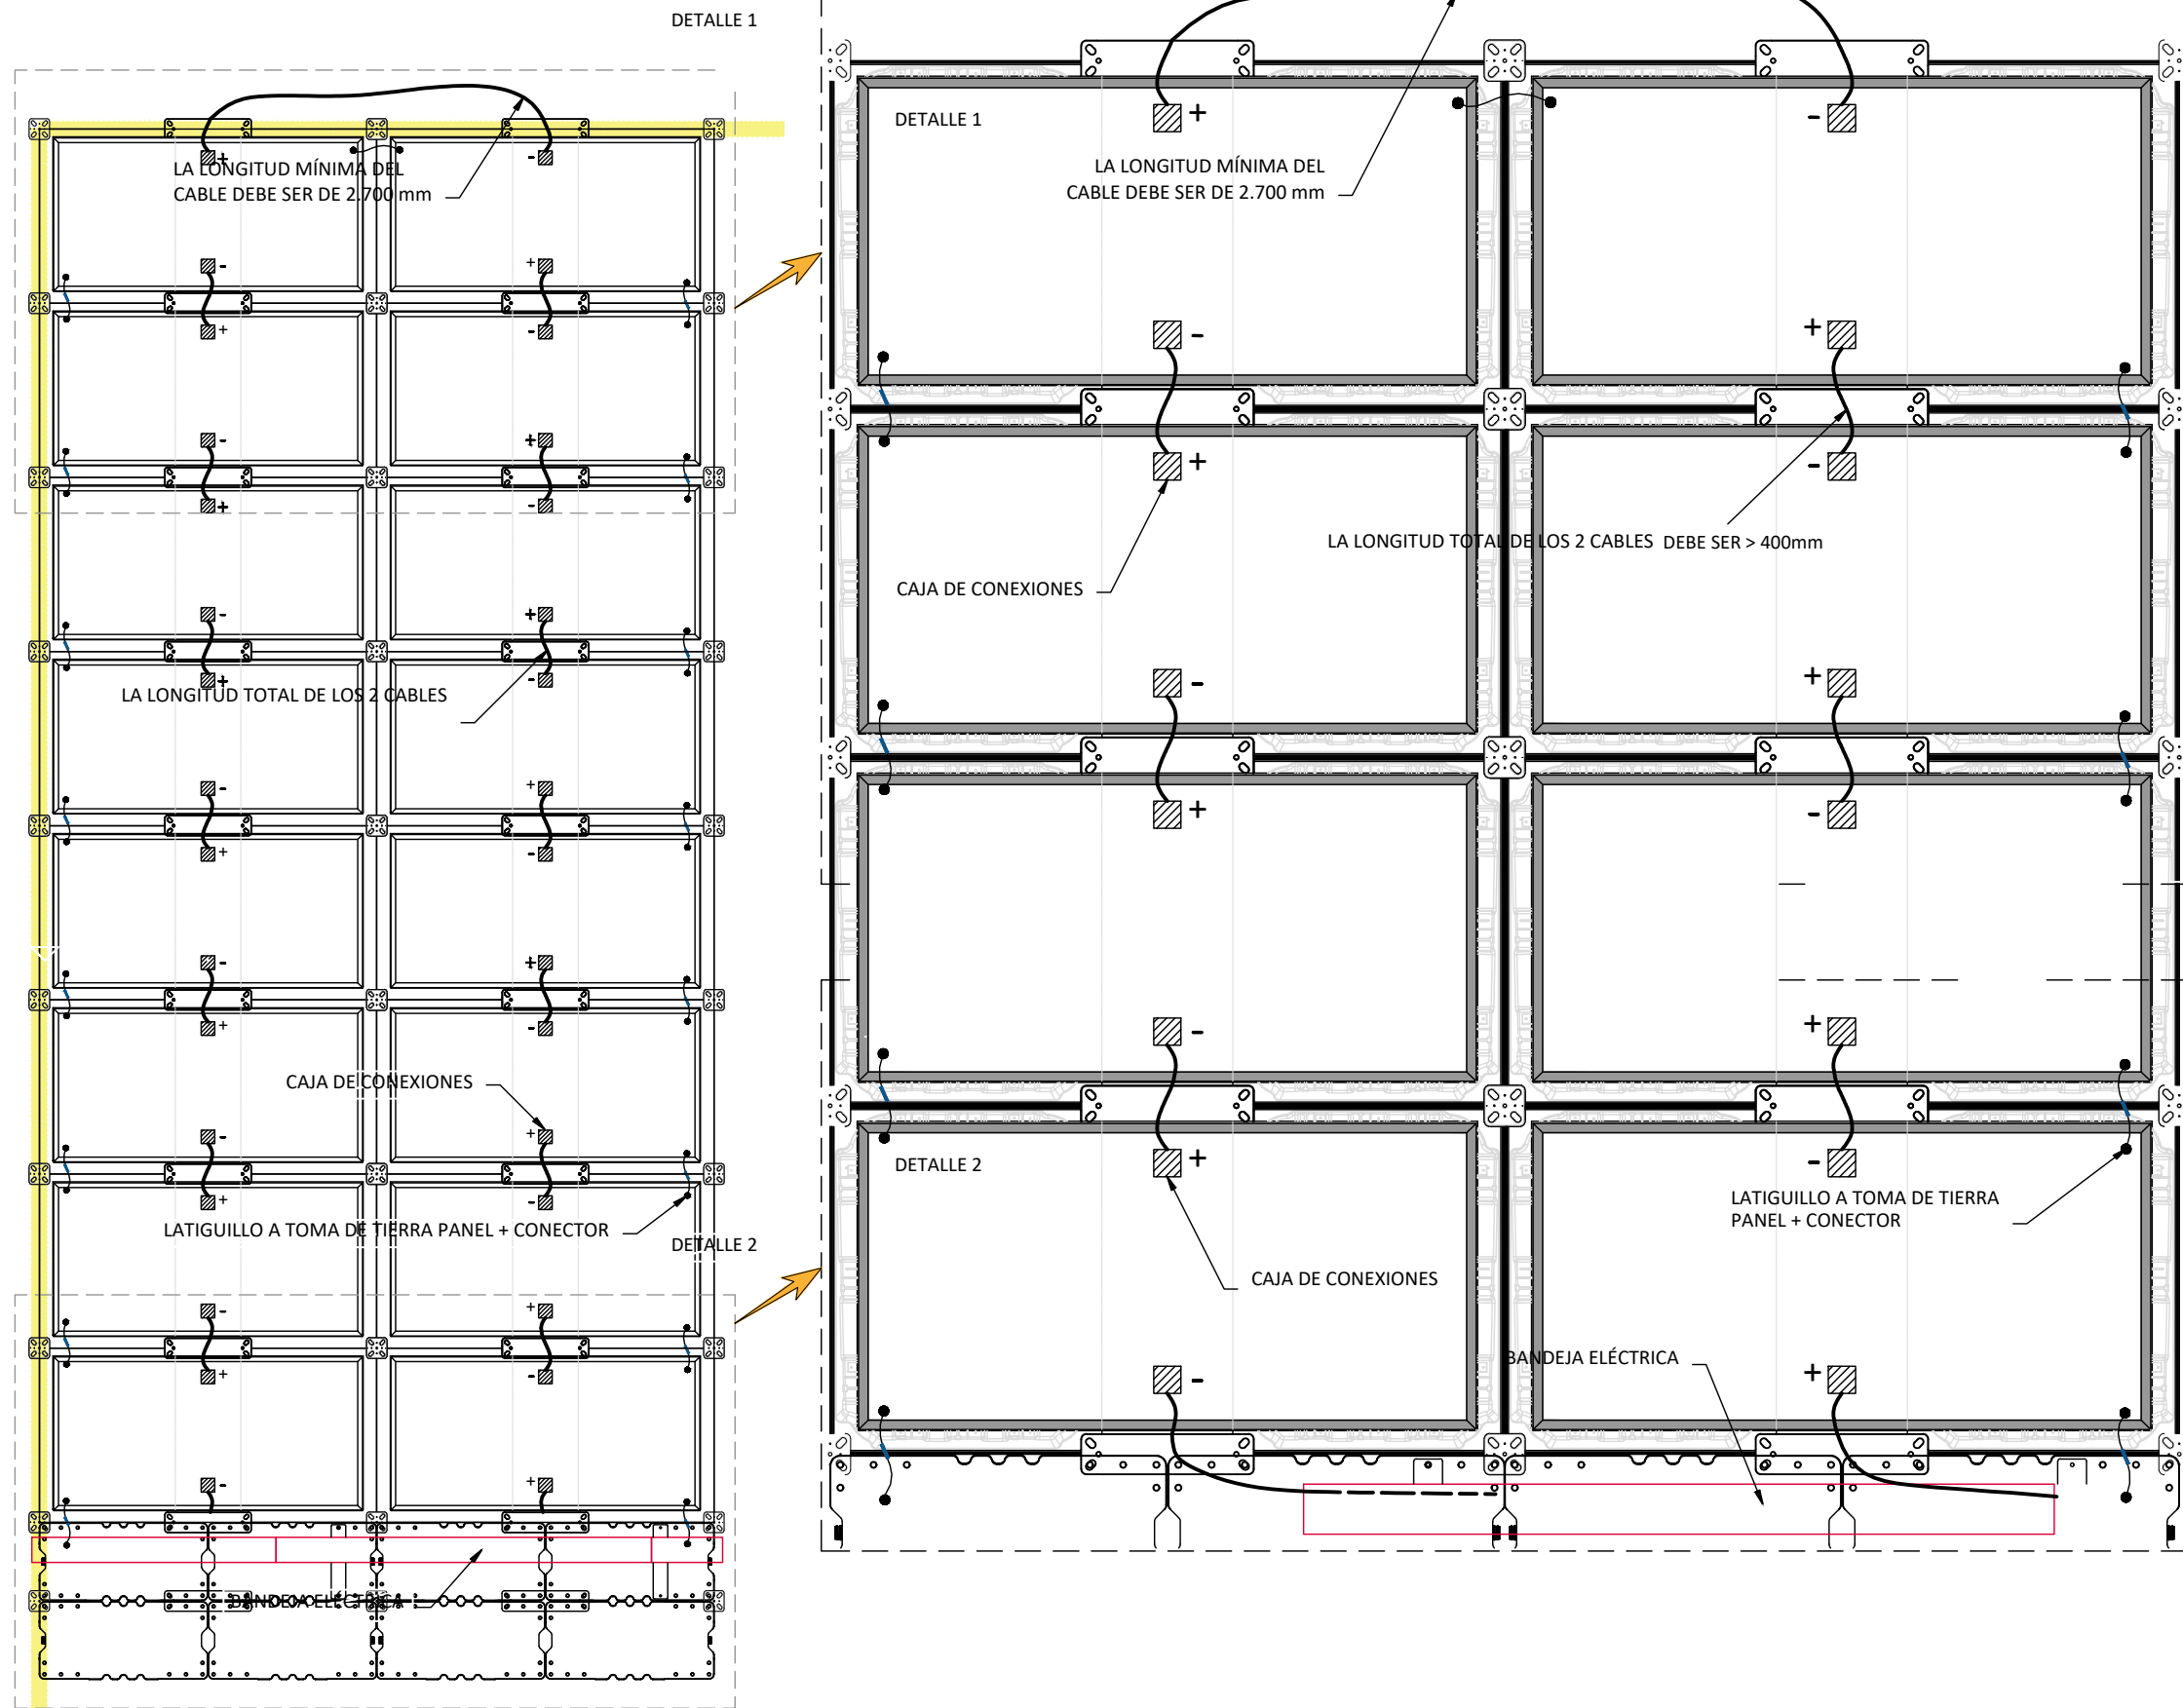 DETALLE 1
LA LONGITUD MÍNIMA DEL
CABLE DEBE SER DE 2.700 mm
+
-
-
+
+
-
-
+
+
-
-
+
+
-
LA LONGITUD TOTAL DE LOS 2 CABLES
-
+
+
-
-
+
+
-
CAJA DE CONEXIONES
-
+
+
-
LATIGUILLO A TOMA DE TIERRA PANEL + CONECTOR
DETALLE 2
-
+
+
-
-
+
BANDEJA ELÉCTRICA
DETALLE 1
+
-
LA LONGITUD MÍNIMA DEL
CABLE DEBE SER DE 2.700 mm
-
+
+
-
LA LONGITUD TOTAL DE LOS 2 CABLES DEBE SER > 400mm
CAJA DE CONEXIONES
-
+
+
-
-
+
DETALLE 2
+
-
LATIGUILLO A TOMA DE TIERRA
PANEL + CONECTOR
CAJA DE CONEXIONES
BANDEJA ELÉCTRICA
-
+